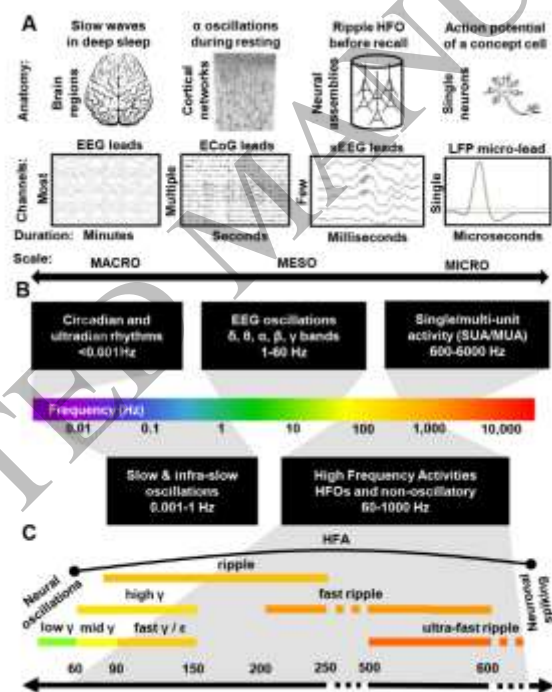 A
Slow waves
in deep sleep
α oscillations
during resting
Ripple HFO
before recall
Action potential
of a concept cell
Anatomy:
Brain
regions
Cortical
networks
Neural
assemblies
Single
neurons
EEG leads
ECoG leads
sEEG leads
LFP micro-lead
Channels:
Most
Multiple
Few
Single
Duration: Minutes
Seconds
Milliseconds
Microseconds
Scale:
MACRO
MESO
MICRO
B
Circadian and
ultradian rhythms
<0.001Hz
EEG oscillations
δ, θ, α, β, γ bands
1-60 Hz
Single/multi-unit
activity (SUA/MUA)
600-6000 Hz
Frequency (Hz)
0.01 0.1 1 10 100 1,000 10,000
Slow & infra-slow
oscillations
0.001-1 Hz
High Frequency Activities
HFOs and non-oscillatory
60-1000 Hz
C
HFA
Neural
oscillations
Neuronal
spiking
ripple
high γ
fast ripple
low γ mid γ fast γ / ε
ultra-fast ripple
60 90 150 200 250 500 600
TED MANU